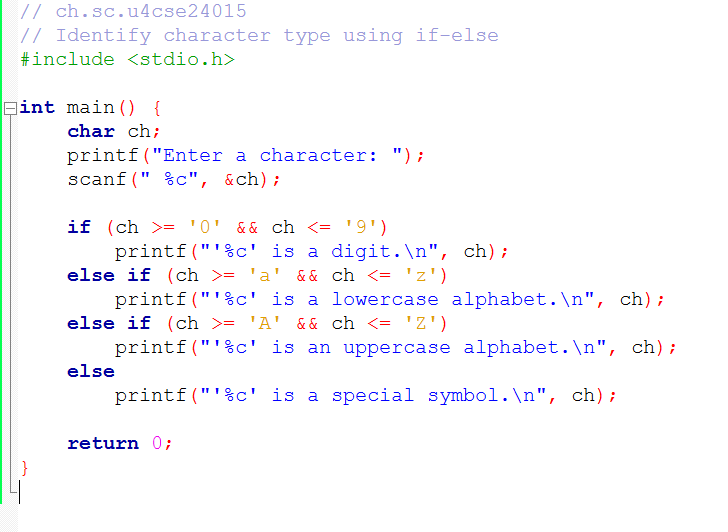 // ch.sc.u4cse24015
// Identify character type using if-else
#include <stdio.h>

int main() {
    char ch;
    printf("Enter a character: ");
    scanf(" %c", &ch);

    if (ch >= '0' && ch <= '9')
        printf("'%c' is a digit.\n", ch);
    else if (ch >= 'a' && ch <= 'z')
        printf("'%c' is a lowercase alphabet.\n", ch);
    else if (ch >= 'A' && ch <= 'Z')
        printf("'%c' is an uppercase alphabet.\n", ch);
    else
        printf("'%c' is a special symbol.\n", ch);

    return 0;
}